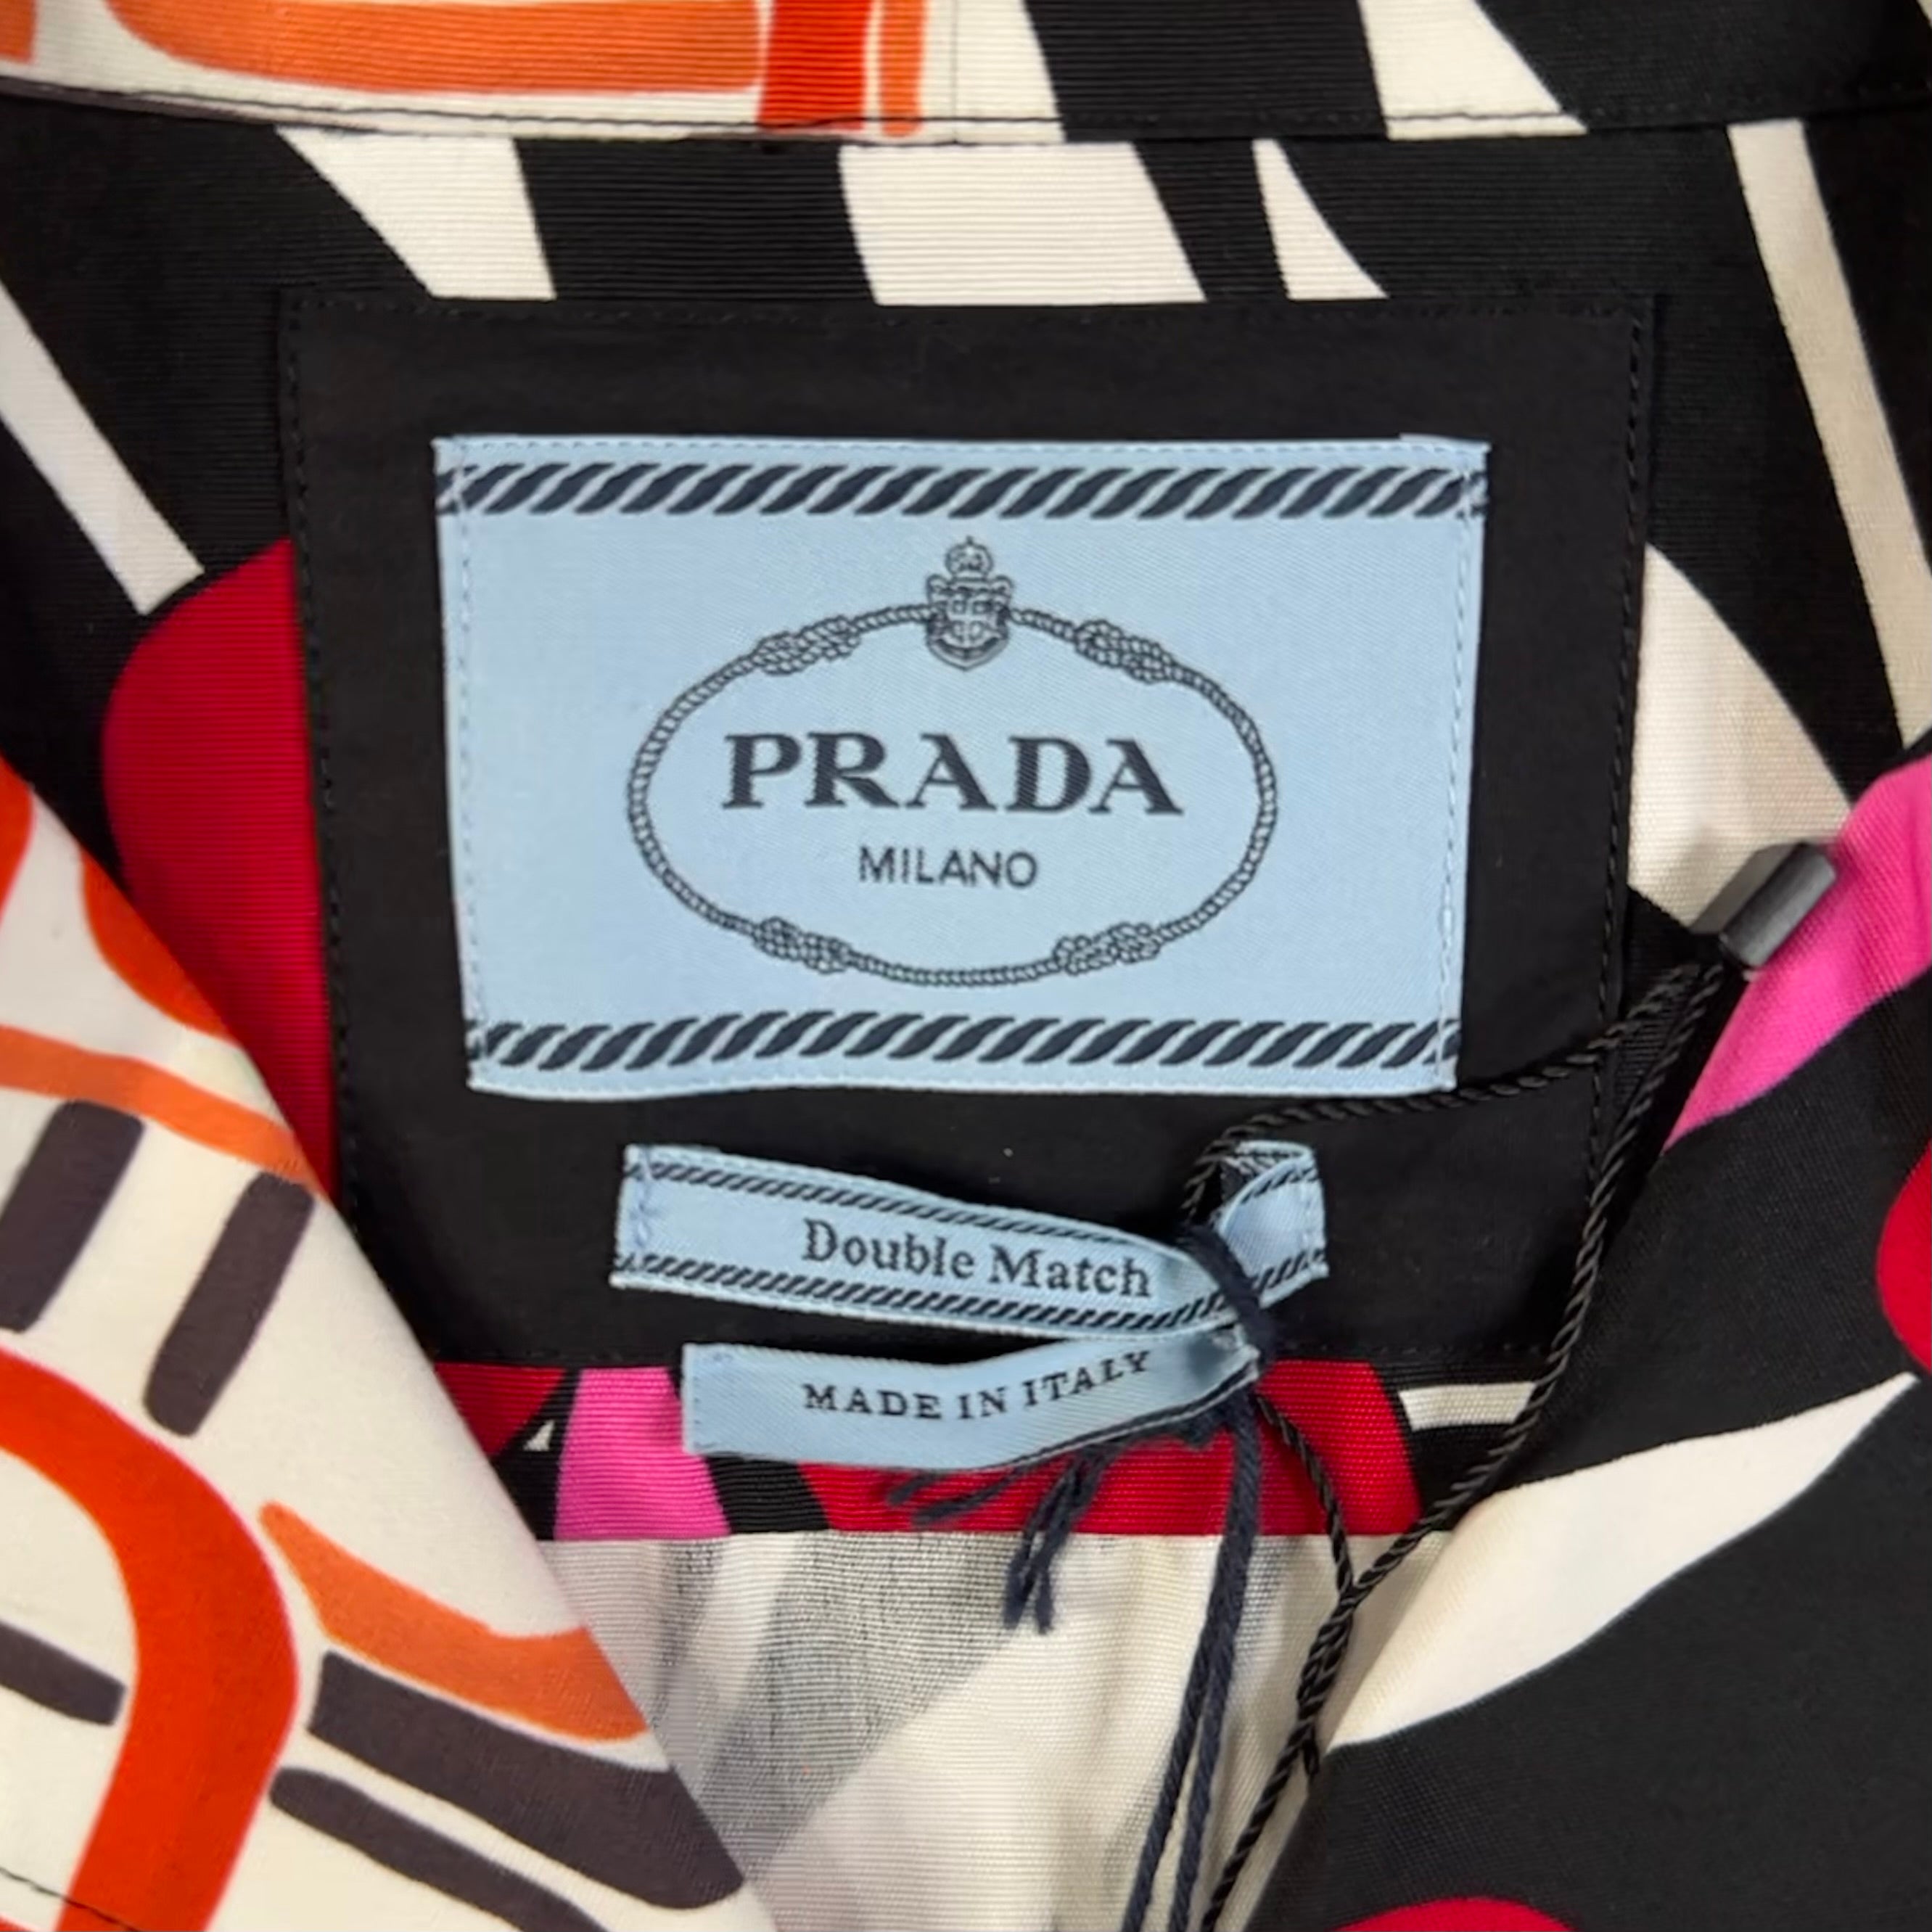 PRADA
MILANO
Double Match
MADE IN ITALY